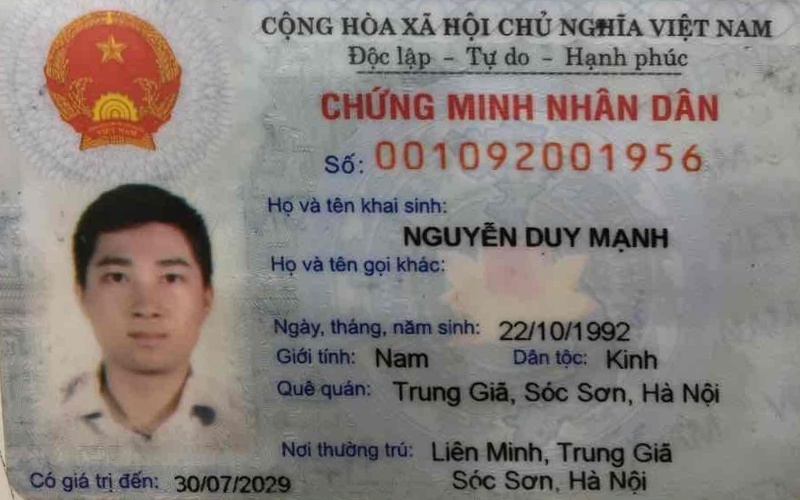 CỘNG HÒA XÃ HỘI CHỦ NGHĨA VIỆT NAM
Độc lập - Tự do - Hạnh phúc
CHỨNG MINH NHÂN DÂN
Số: 001092001956
Họ và tên khai sinh:
NGUYỄN DUY MẠNH
Họ và tên gọi khác:
Ngày, tháng, năm sinh: 22/10/1992
Giới tính: Nam Dân tộc: Kinh
Quê quán: Trung Giã, Sóc Sơn, Hà Nội
Nơi thường trú: Liên Minh, Trung Giã
Sóc Sơn, Hà Nội
Có giá trị đến: 30/07/2029
VIỆT NAM